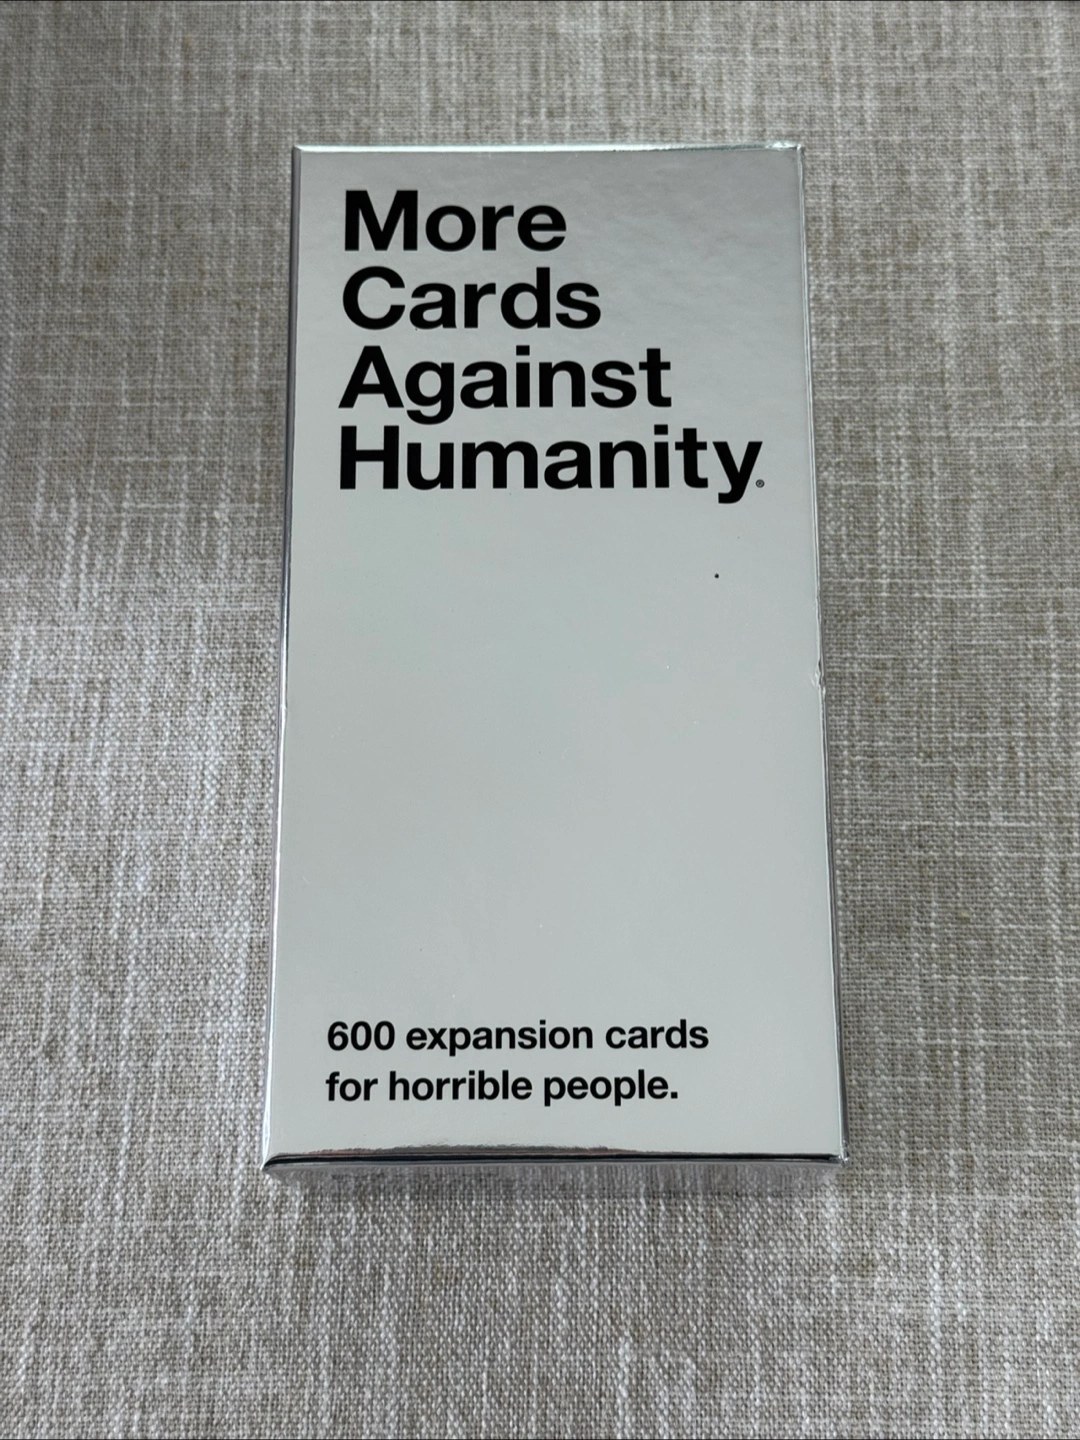 More
Cards
Against
Humanity®
600 expansion cards
for horrible people.